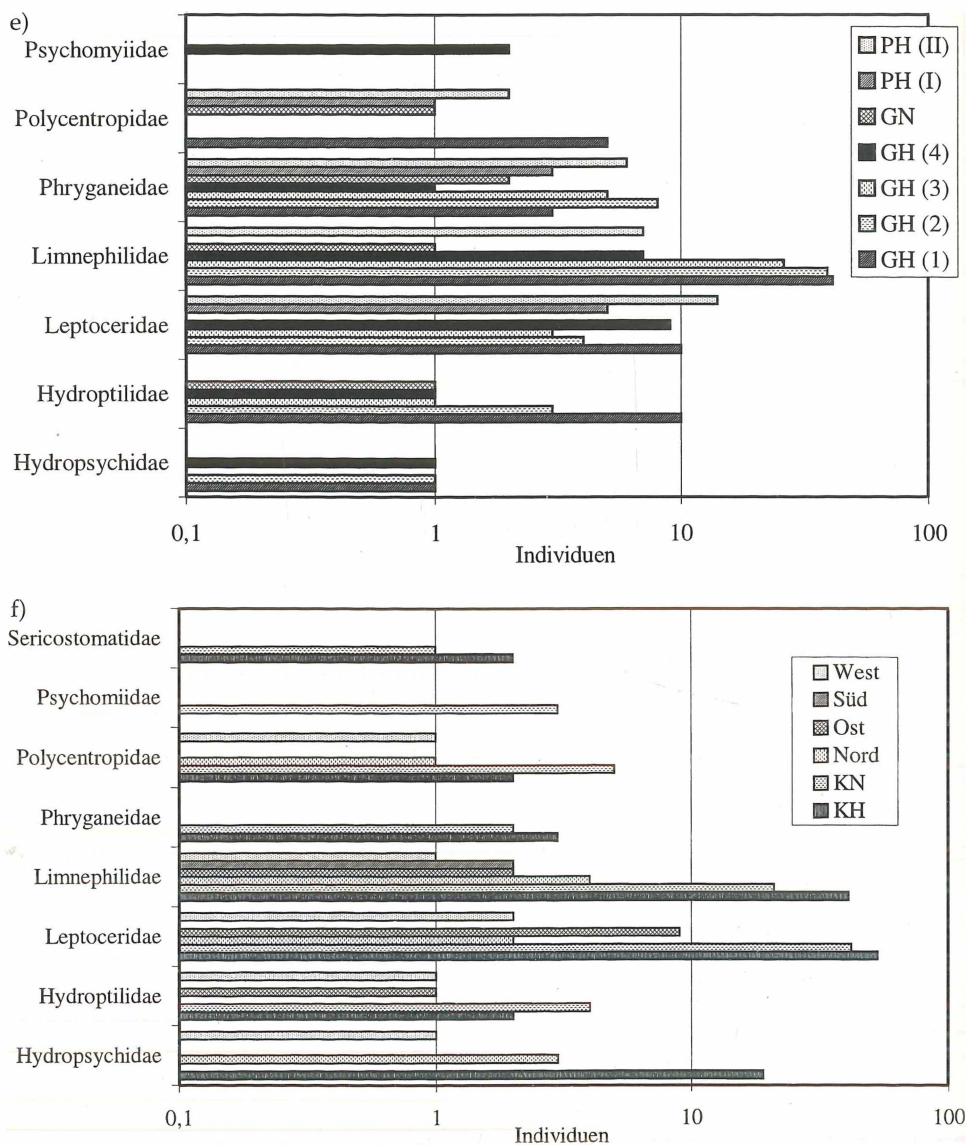 e)
Psychomyiidae
Polycentropidae
Phryganeidae
Limnephilidae
Leptoceridae
Hydroptilidae
Hydropsychidae
0,1 1 10 100
Individuen
PH (II)
PH (I)
GN
GH (4)
GH (3)
GH (2)
GH (1)
f)
Sericostomatidae
Psychomiidae
Polycentropidae
Phryganeidae
Limnephilidae
Leptoceridae
Hydroptilidae
Hydropsychidae
0,1 1 10 100
Individuen
West
Süd
Ost
Nord
KN
KH